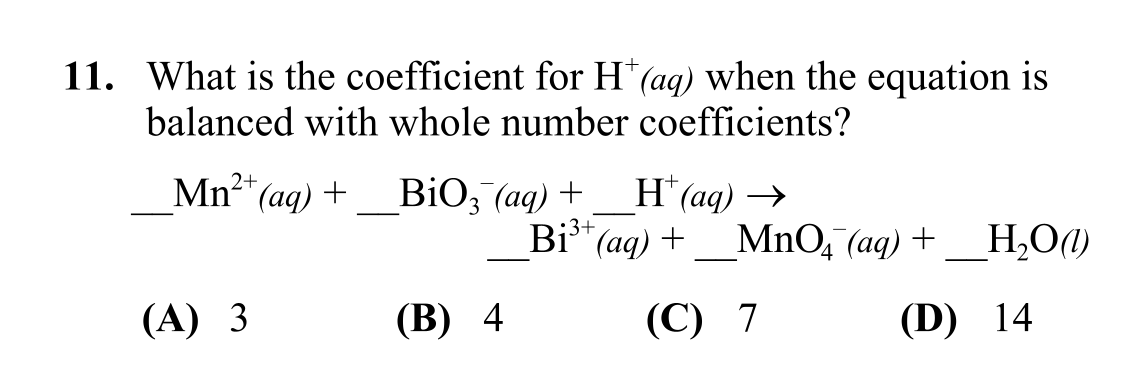 11. What is the coefficient for H⁺(aq) when the equation is
balanced with whole number coefficients?
__Mn²⁺(aq) + __BiO₃⁻(aq) + __H⁺(aq) →
__Bi³⁺(aq) + __MnO₄⁻(aq) + __H₂O(l)
(A) 3 (B) 4 (C) 7 (D) 14